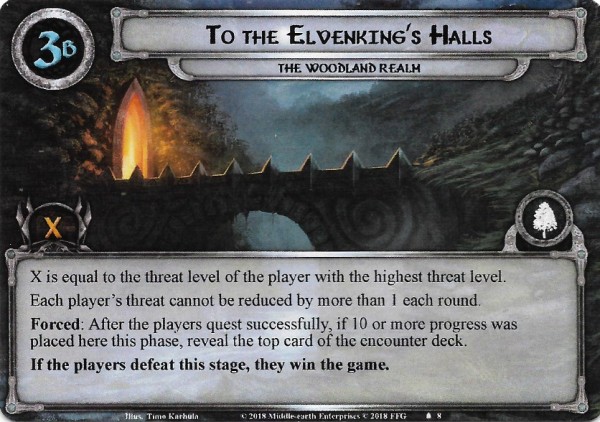 3B
To the Elvenking's Halls
The Woodland Realm
X
X is equal to the threat level of the player with the highest threat level.
Each player's threat cannot be reduced by more than 1 each round.
Forced: After the players quest successfully, if 10 or more progress was
placed here this phase, reveal the top card of the encounter deck.
If the players defeat this stage, they win the game.
Illus. Timo Karhula © 2018 Middle-earth Enterprises © 2018 FFG 8